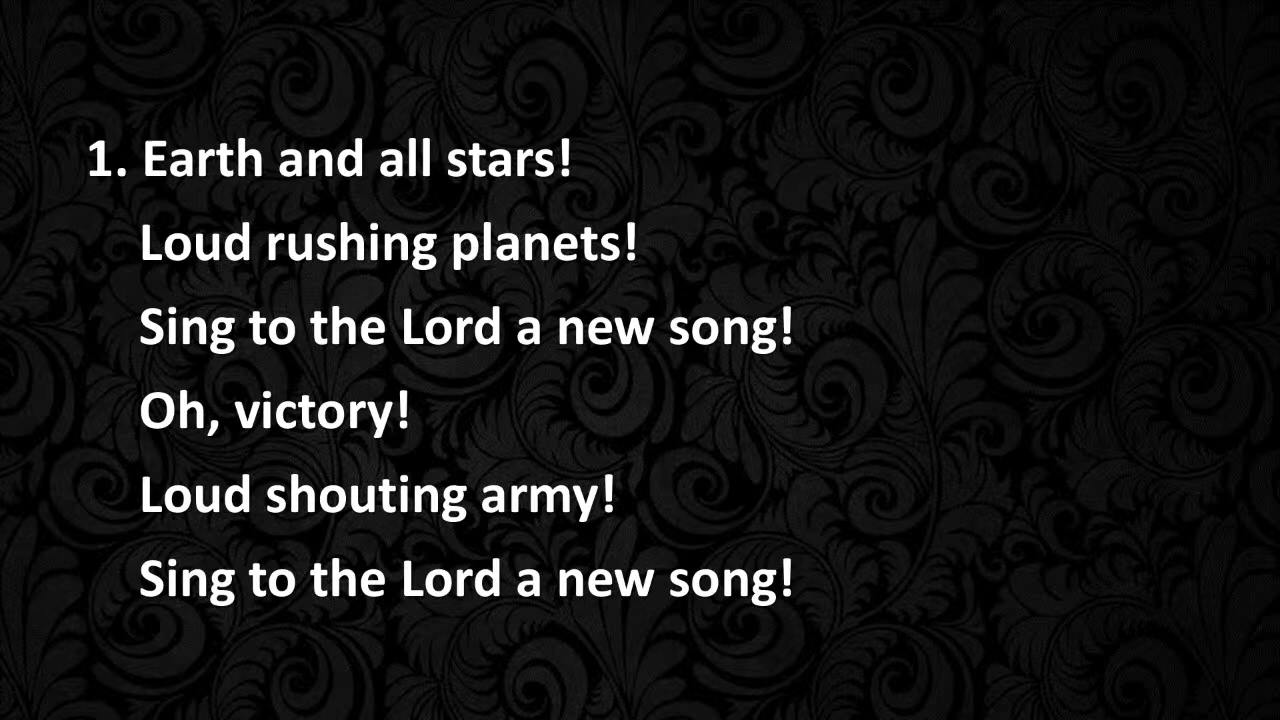 1. Earth and all stars!
Loud rushing planets!
Sing to the Lord a new song!
Oh, victory!
Loud shouting army!
Sing to the Lord a new song!